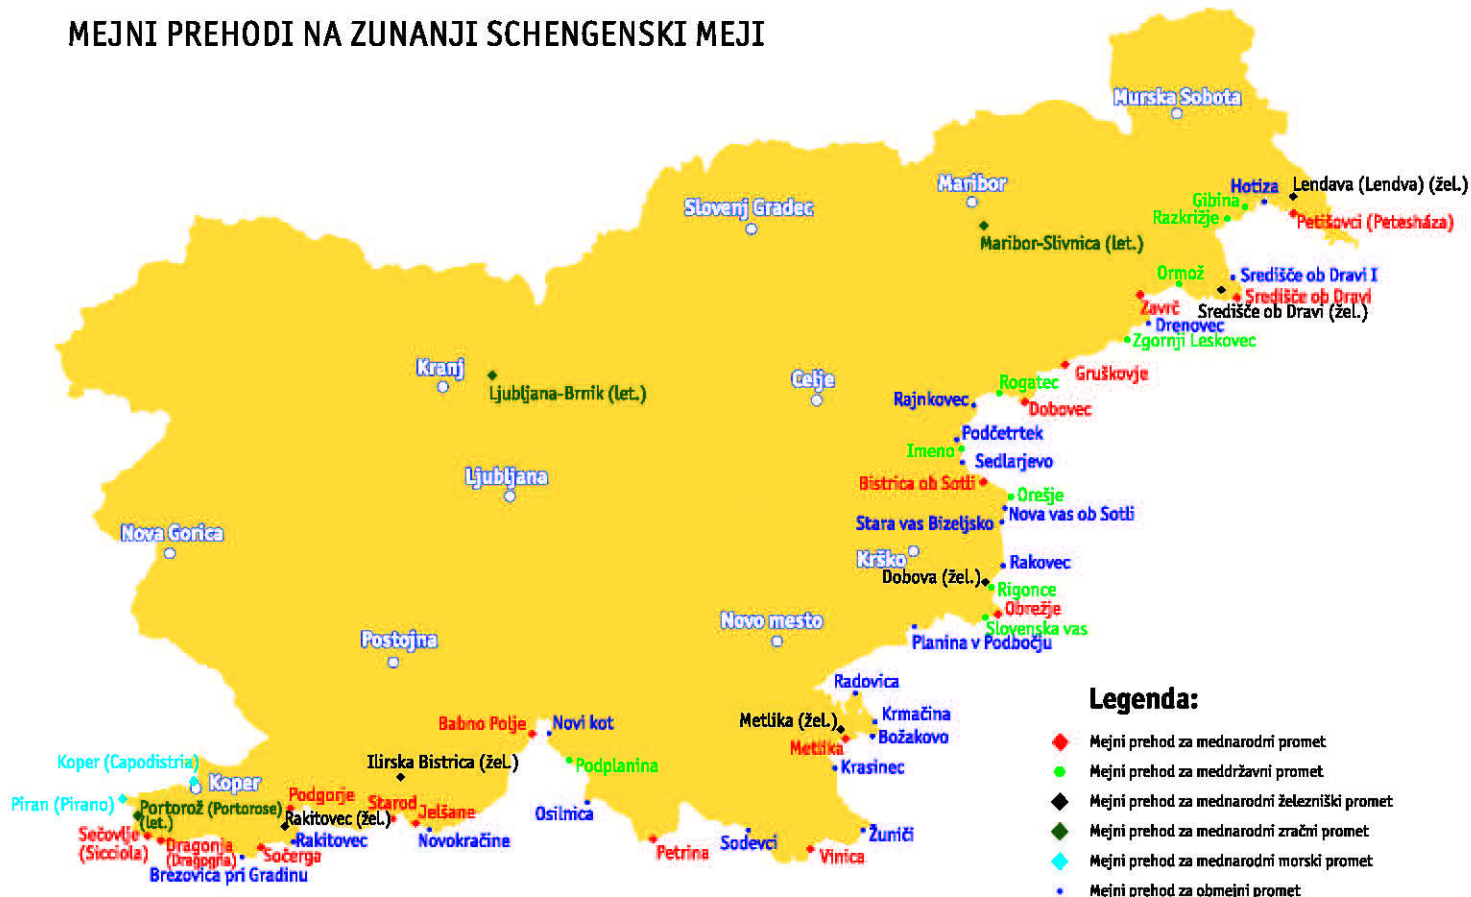 MEJNI PREHODI NA ZUNANJI SCHENGENSKI MEJI
Murska Sobota
Maribor
Hotiza
Lendava (Lendva) (žel.)
Gibina
Slovenj Gradec
Razkrižje
Petišovci (Petesháza)
Maribor-Slivnica (let.)
Ormož
Središče ob Dravi I
Središče ob Dravi
Zavrč
Središče ob Dravi (žel.)
Drenovec
Zgornji Leskovec
Kranj
Gruškovje
Celje
Rogatec
Ljubljana-Brnik (let.)
Rajnkovec
Dobovec
Podčetrtek
Imeno
Sedlarjevo
Ljubljana
Bistrica ob Sotli
Orešje
Nova vas ob Sotli
Stara vas Bizeljsko
Nova Gorica
Krško
Rakovec
Dobova (žel.)
Rigonce
Obrežje
Novo mesto
Slovenska vas
Postojna
Planina v Podbočju
Radovica
Legenda:
Krmačina
Metlika (žel.)
Babno Polje
Novi kot
Božakovo
Metlika
Mejni prehod za mednarodni promet
Koper (Capodistria)
Ilirska Bistrica (žel.)
Podplanina
Krasinec
Mejni prehod za meddržavni promet
Koper
Podgorje
Mejni prehod za mednarodni železniški promet
Piran (Pirano)
Portorož (Portorose)
(let.)
Starod
Jelšane
Osilnica
Rakitovec (žel.)
Mejni prehod za mednarodni zračni promet
Sečovlje
(Sicciola)
Dragonja
(Dragogna)
Rakitovec
Novokračine
Sodevci
Žuniči
Sočerga
Petrina
Vinica
Mejni prehod za mednarodni morski promet
Brezovica pri Gradinu
Mejni prehod za obmejni promet